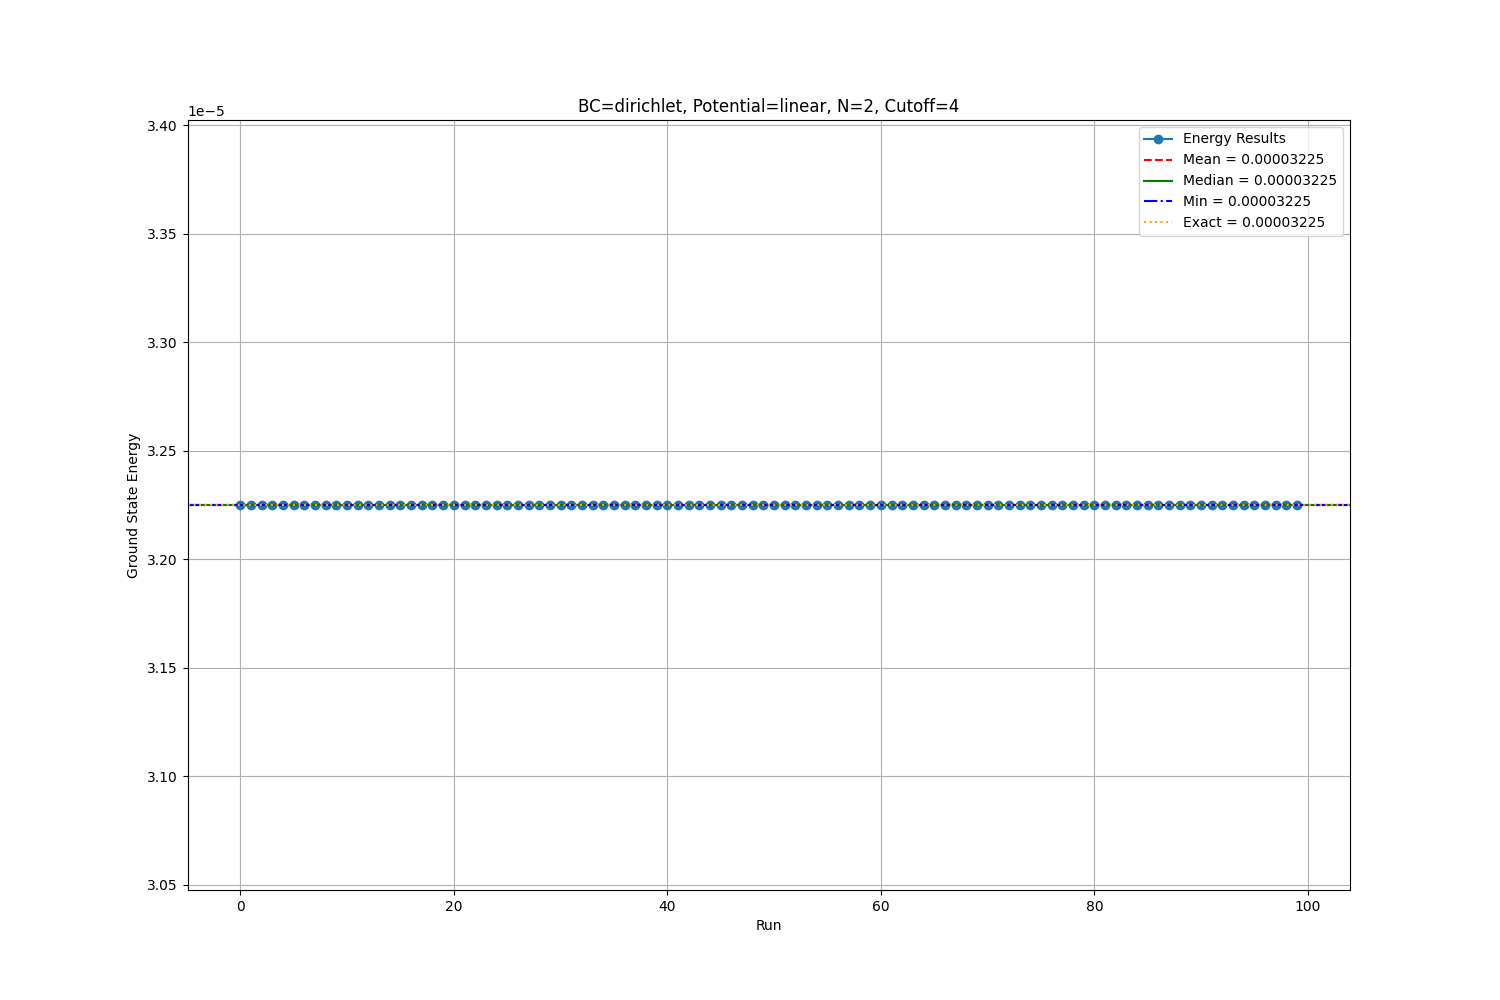 BC=dirichlet, Potential=linear, N=2, Cutoff=4
1e−5
3.40
3.35
3.30
3.25
3.20
3.15
3.10
3.05
Ground State Energy
Energy Results
Mean = 0.00003225
Median = 0.00003225
Min = 0.00003225
Exact = 0.00003225
0 20 40 60 80 100
Run